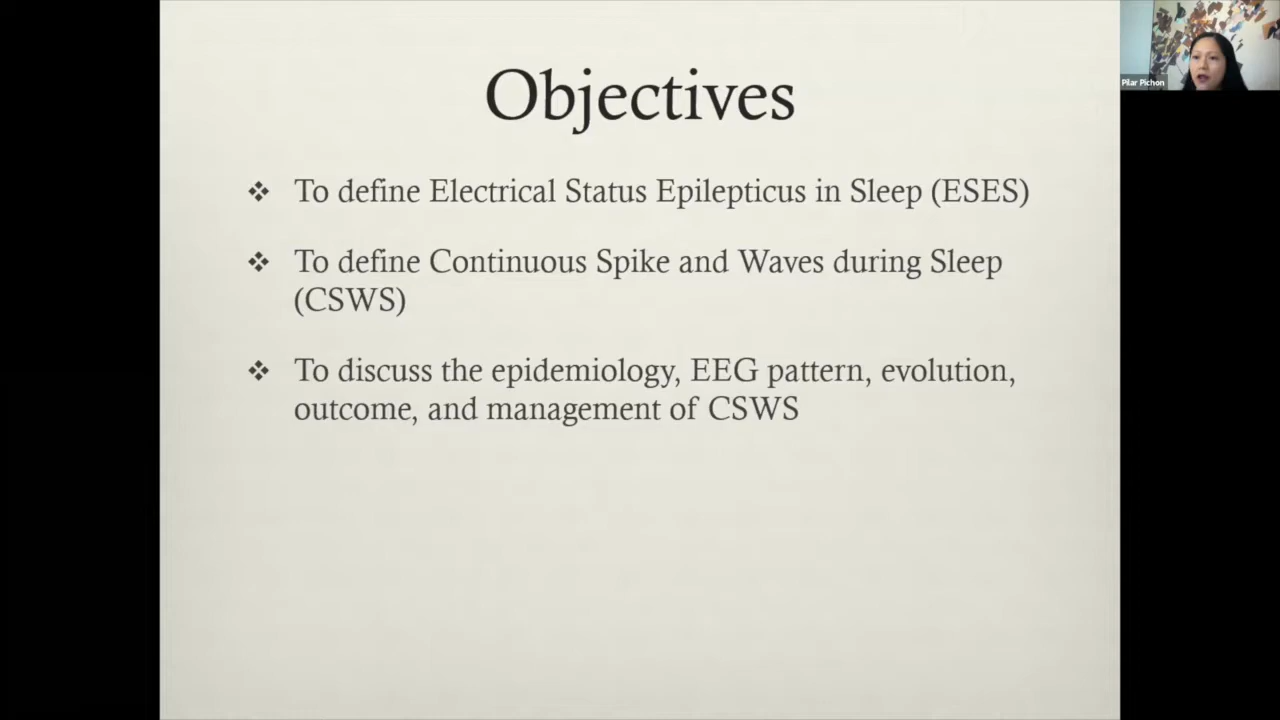 Objectives
❖ To define Electrical Status Epilepticus in Sleep (ESES)
❖ To define Continuous Spike and Waves during Sleep
(CSWS)
❖ To discuss the epidemiology, EEG pattern, evolution,
outcome, and management of CSWS
Pilar Pichon